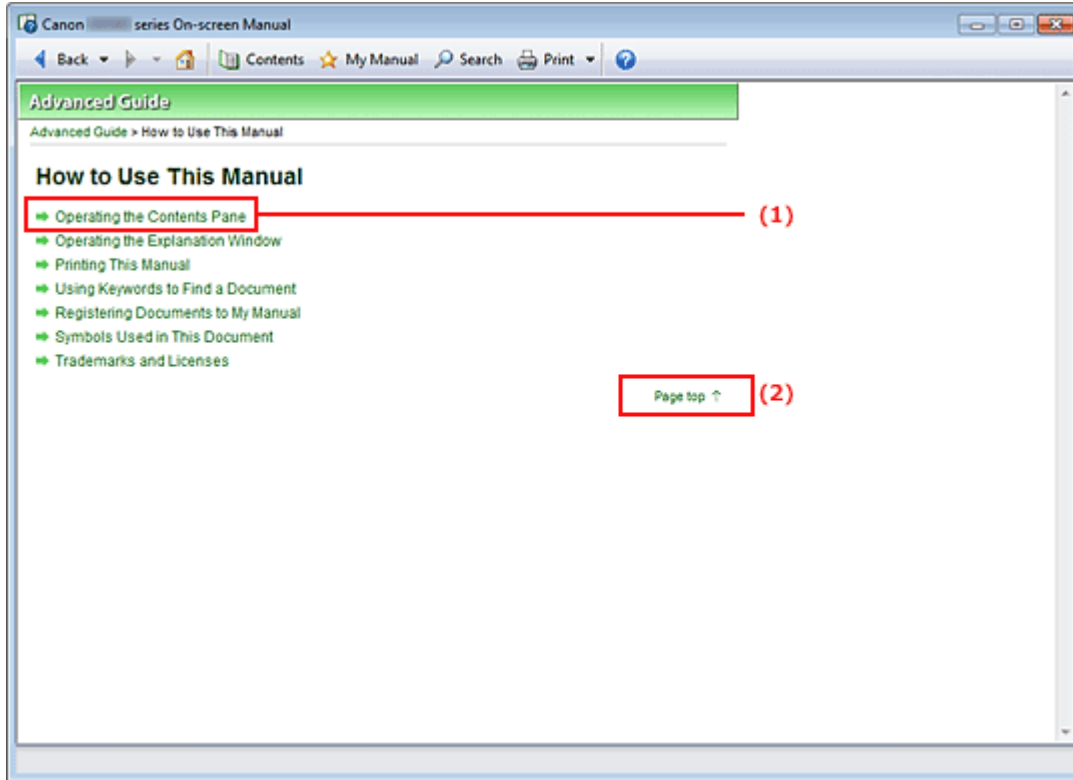 Canon series On-screen Manual
Back Contents My Manual Search Print
Advanced Guide
Advanced Guide > How to Use This Manual
How to Use This Manual
Operating the Contents Pane
(1)
Operating the Explanation Window
Printing This Manual
Using Keywords to Find a Document
Registering Documents to My Manual
Symbols Used in This Document
Trademarks and Licenses
Page top ↑
(2)